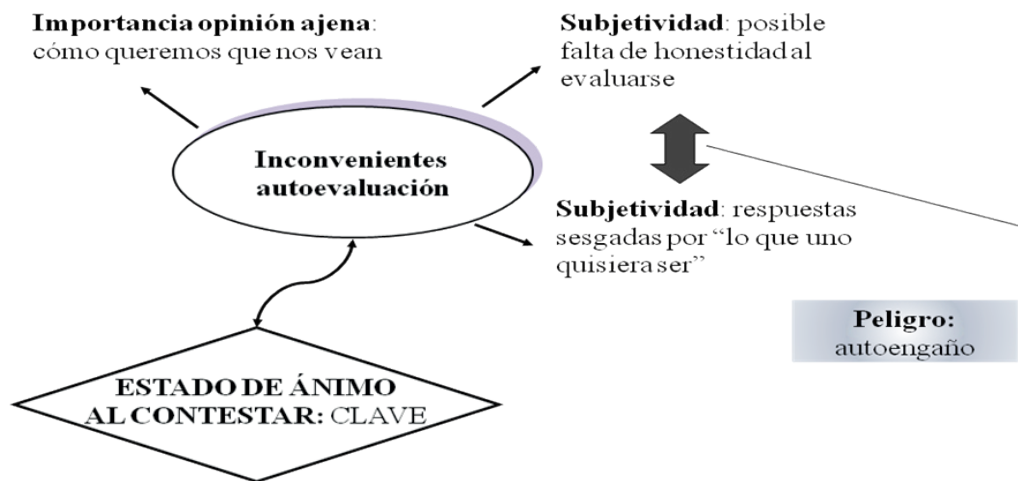 Importancia opinión ajena:
cómo queremos que nos vean
Subjetividad: posible
falta de honestidad al
evaluarse
Inconvenientes
autoevaluación
Subjetividad: respuestas
sesgadas por “lo que uno
quisiera ser”
Peligro:
autoengaño
ESTADO DE ÁNIMO
AL CONTESTAR: CLAVE